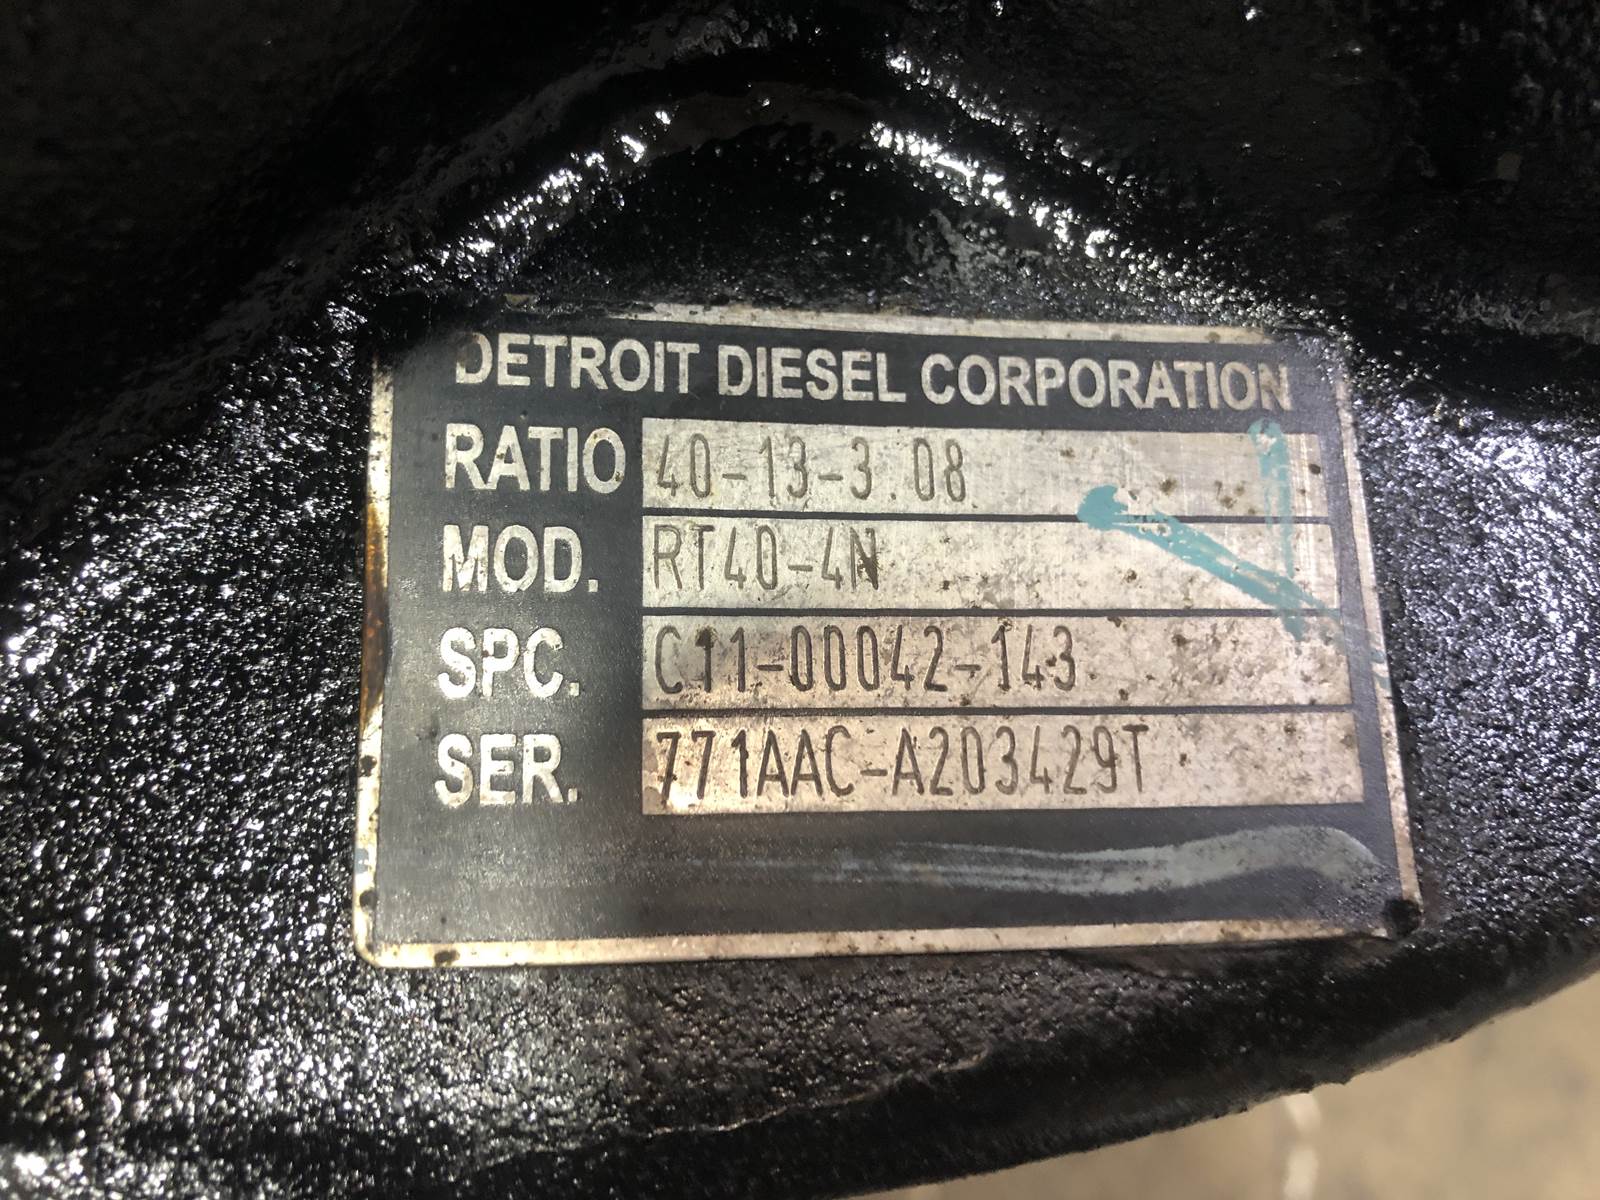 DETROIT DIESEL CORPORATION
RATIO 40-13-3.08
MOD. RT40-4N
SPC. C11-00042-143
SER. 771AAC-A203429T